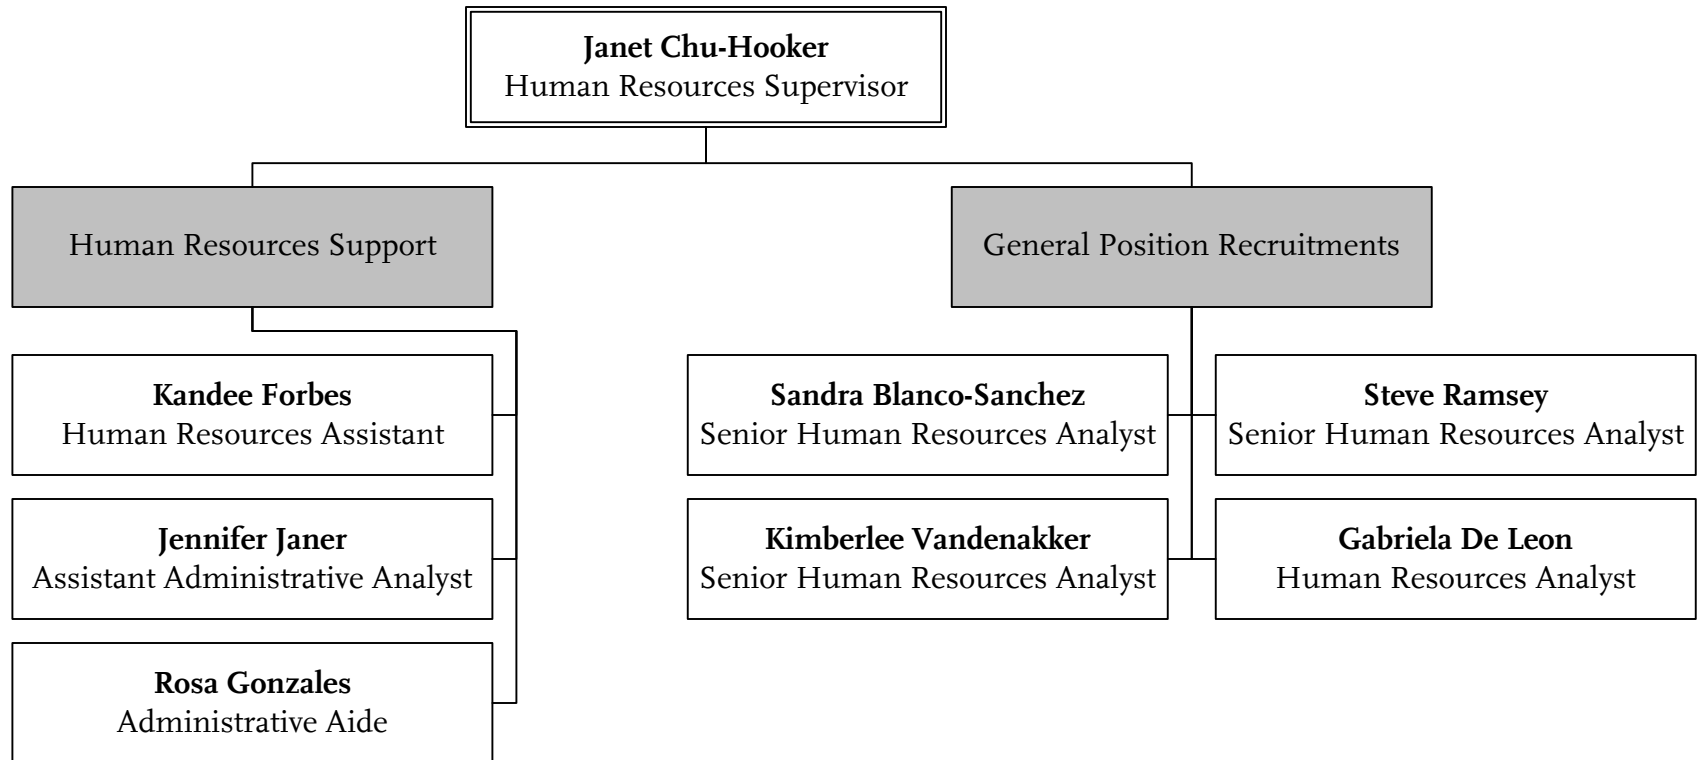 Janet Chu-Hooker
Human Resources Supervisor
Human Resources Support
General Position Recruitments
Kandee Forbes
Human Resources Assistant
Jennifer Janer
Assistant Administrative Analyst
Rosa Gonzales
Administrative Aide
Sandra Blanco-Sanchez
Senior Human Resources Analyst
Steve Ramsey
Senior Human Resources Analyst
Kimberlee Vandenakker
Senior Human Resources Analyst
Gabriela De Leon
Human Resources Analyst